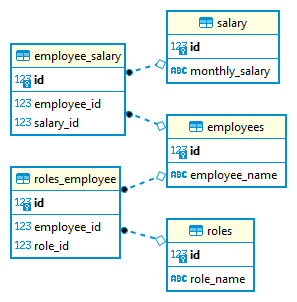 employee_salary
123 id
123 employee_id
123 salary_id
roles_employee
123 id
123 employee_id
123 role_id
salary
123 id
ABC monthly_salary
employees
123 id
ABC employee_name
roles
123 id
ABC role_name